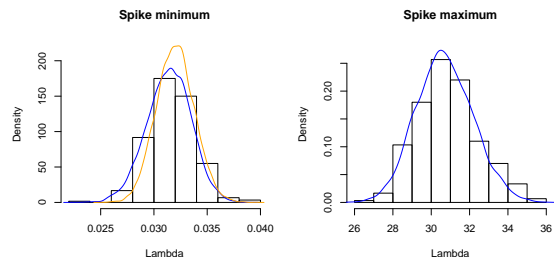 Spike minimum
Density
0 50 100 150 200
0.025 0.030 0.035 0.040
Lambda
Spike maximum
Density
0.00 0.10 0.20
26 28 30 32 34 36
Lambda